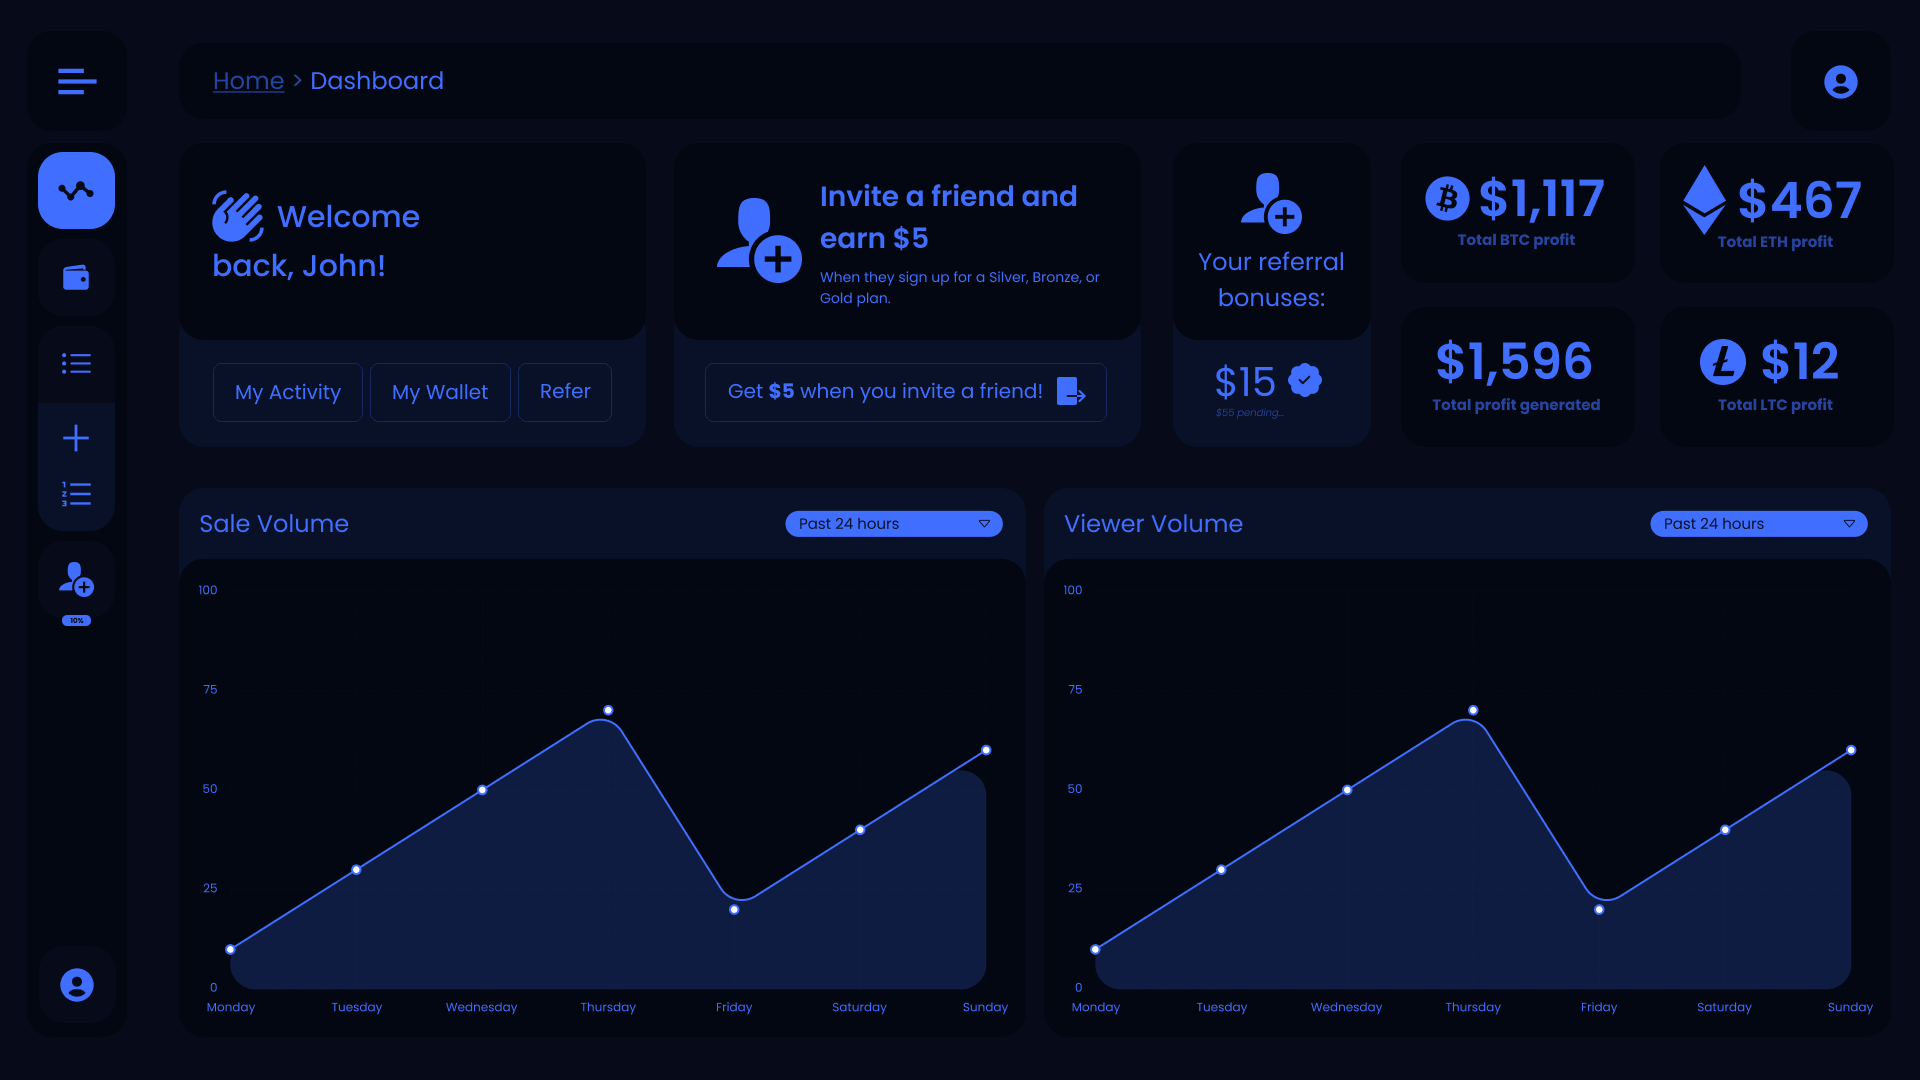 Home > Dashboard
Welcome
back, John!
My Activity
My Wallet
Refer
Invite a friend and
earn $5
When they sign up for a Silver, Bronze, or
Gold plan.
Get $5 when you invite a friend!
Your referral
bonuses:
$15
$55 pending...
$1,117
Total BTC profit
$467
Total ETH profit
$1,596
Total profit generated
$12
Total LTC profit
1
2
3
10%
Sale Volume
Past 24 hours
100
75
50
25
0
Monday Tuesday Wednesday Thursday Friday Saturday Sunday
Viewer Volume
Past 24 hours
100
75
50
25
0
Monday Tuesday Wednesday Thursday Friday Saturday Sunday